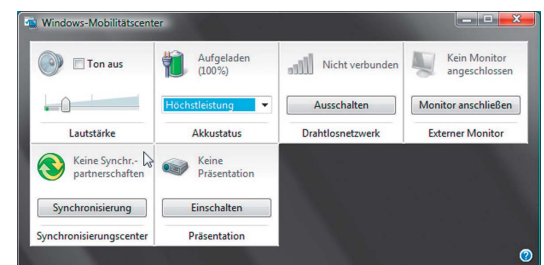 Windows-Mobilitätscenter
Ton aus
Lautstärke
Aufgeladen
(100%)
Höchstleistung
Akkustatus
Nicht verbunden
Ausschalten
Drahtlosnetzwerk
Kein Monitor
angeschlossen
Monitor anschließen
Externer Monitor
Keine Synchr.-
partnerschaften
Synchronisierung
Synchronisierungscenter
Keine
Präsentation
Einschalten
Präsentation